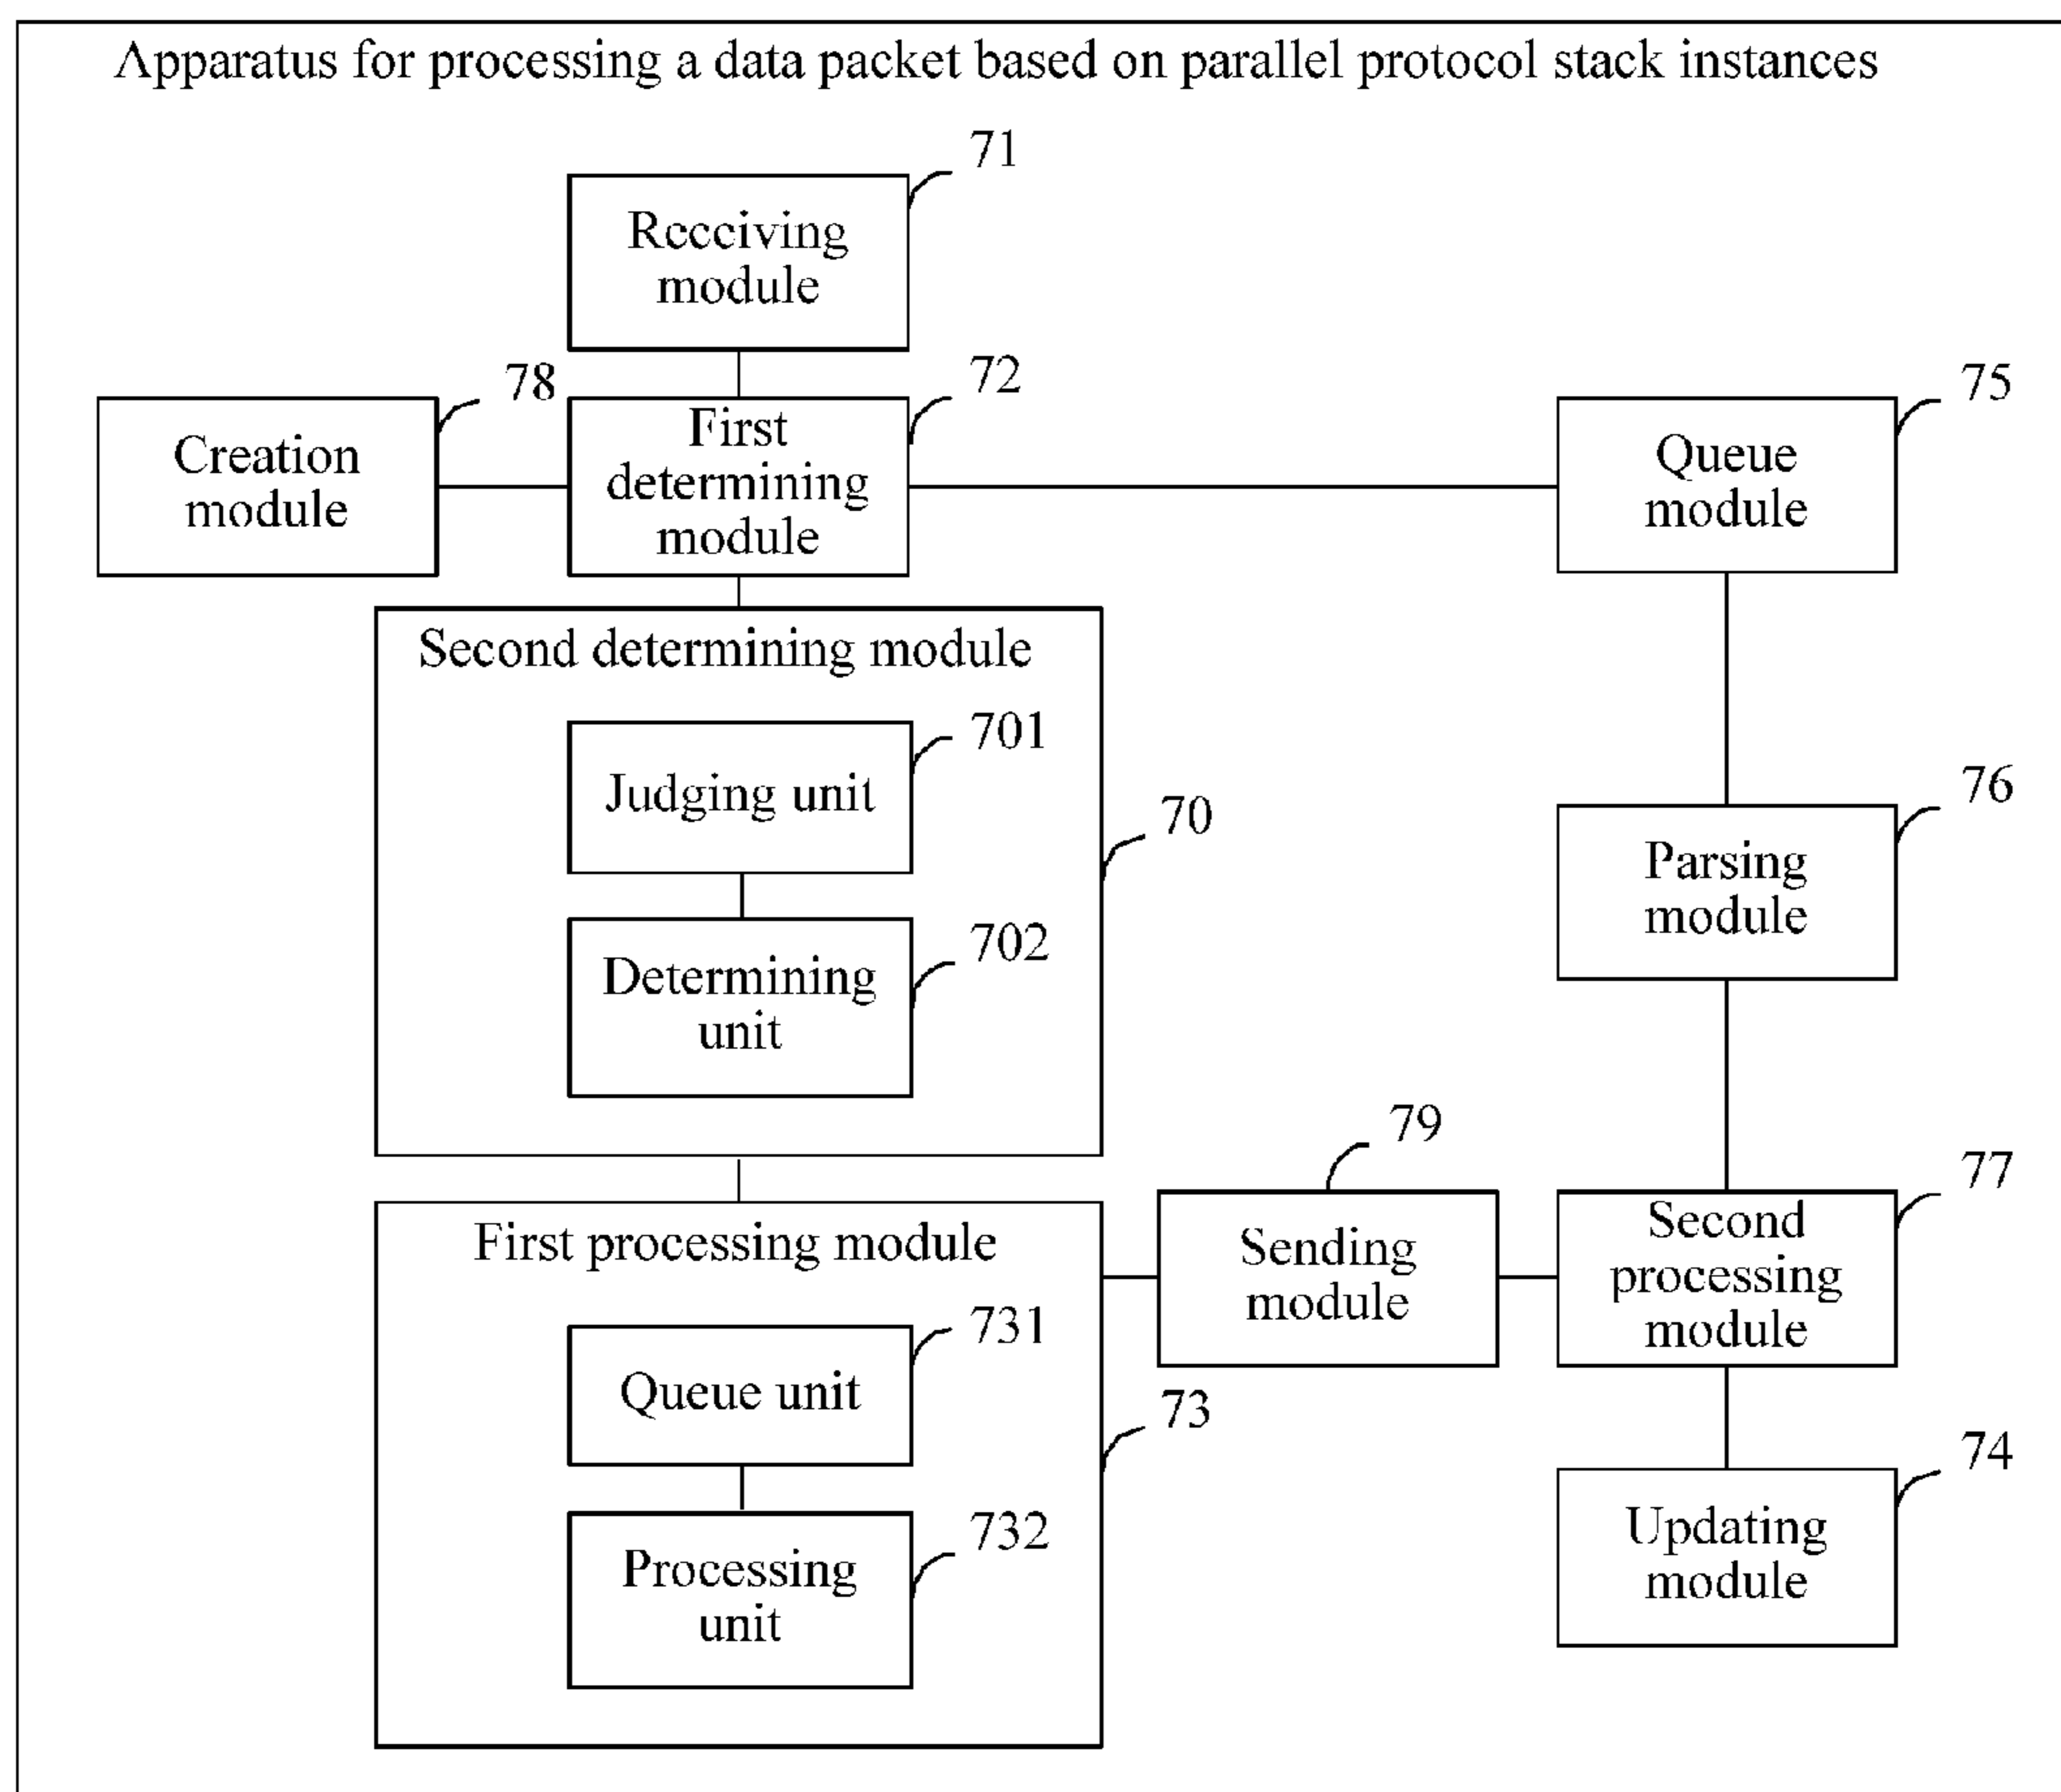 Apparatus for processing a data packet based on parallel protocol stack instances
71
Receiving
module
78
72
75
Creation
module
First
determining
module
Queue
module
Second determining module
701
Judging unit
70
76
Parsing
module
702
Determining
unit
79
77
First processing module
Sending
module
Second
processing
module
731
Queue unit
73
74
732
Processing
unit
Updating
module